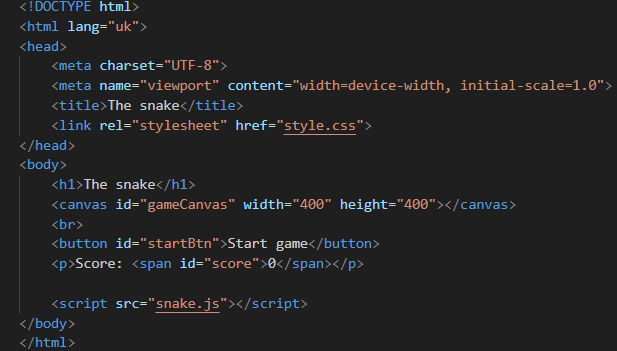 <!DOCTYPE html>
<html lang="uk">
<head>
    <meta charset="UTF-8">
    <meta name="viewport" content="width=device-width, initial-scale=1.0">
    <title>The snake</title>
    <link rel="stylesheet" href="style.css">
</head>
<body>
    <h1>The snake</h1>
    <canvas id="gameCanvas" width="400" height="400"></canvas>
    <br>
    <button id="startBtn">Start game</button>
    <p>Score: <span id="score">0</span></p>

    <script src="snake.js"></script>
</body>
</html>